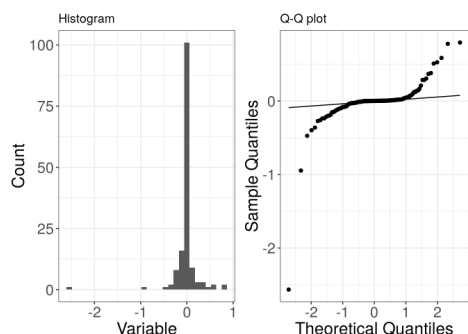 Histogram
Count
100
75
50
25
0
-2
-1
0
1
Variable
Q-Q plot
Sample Quantiles
0
-1
-2
-2
-1
0
1
2
Theoretical Quantiles